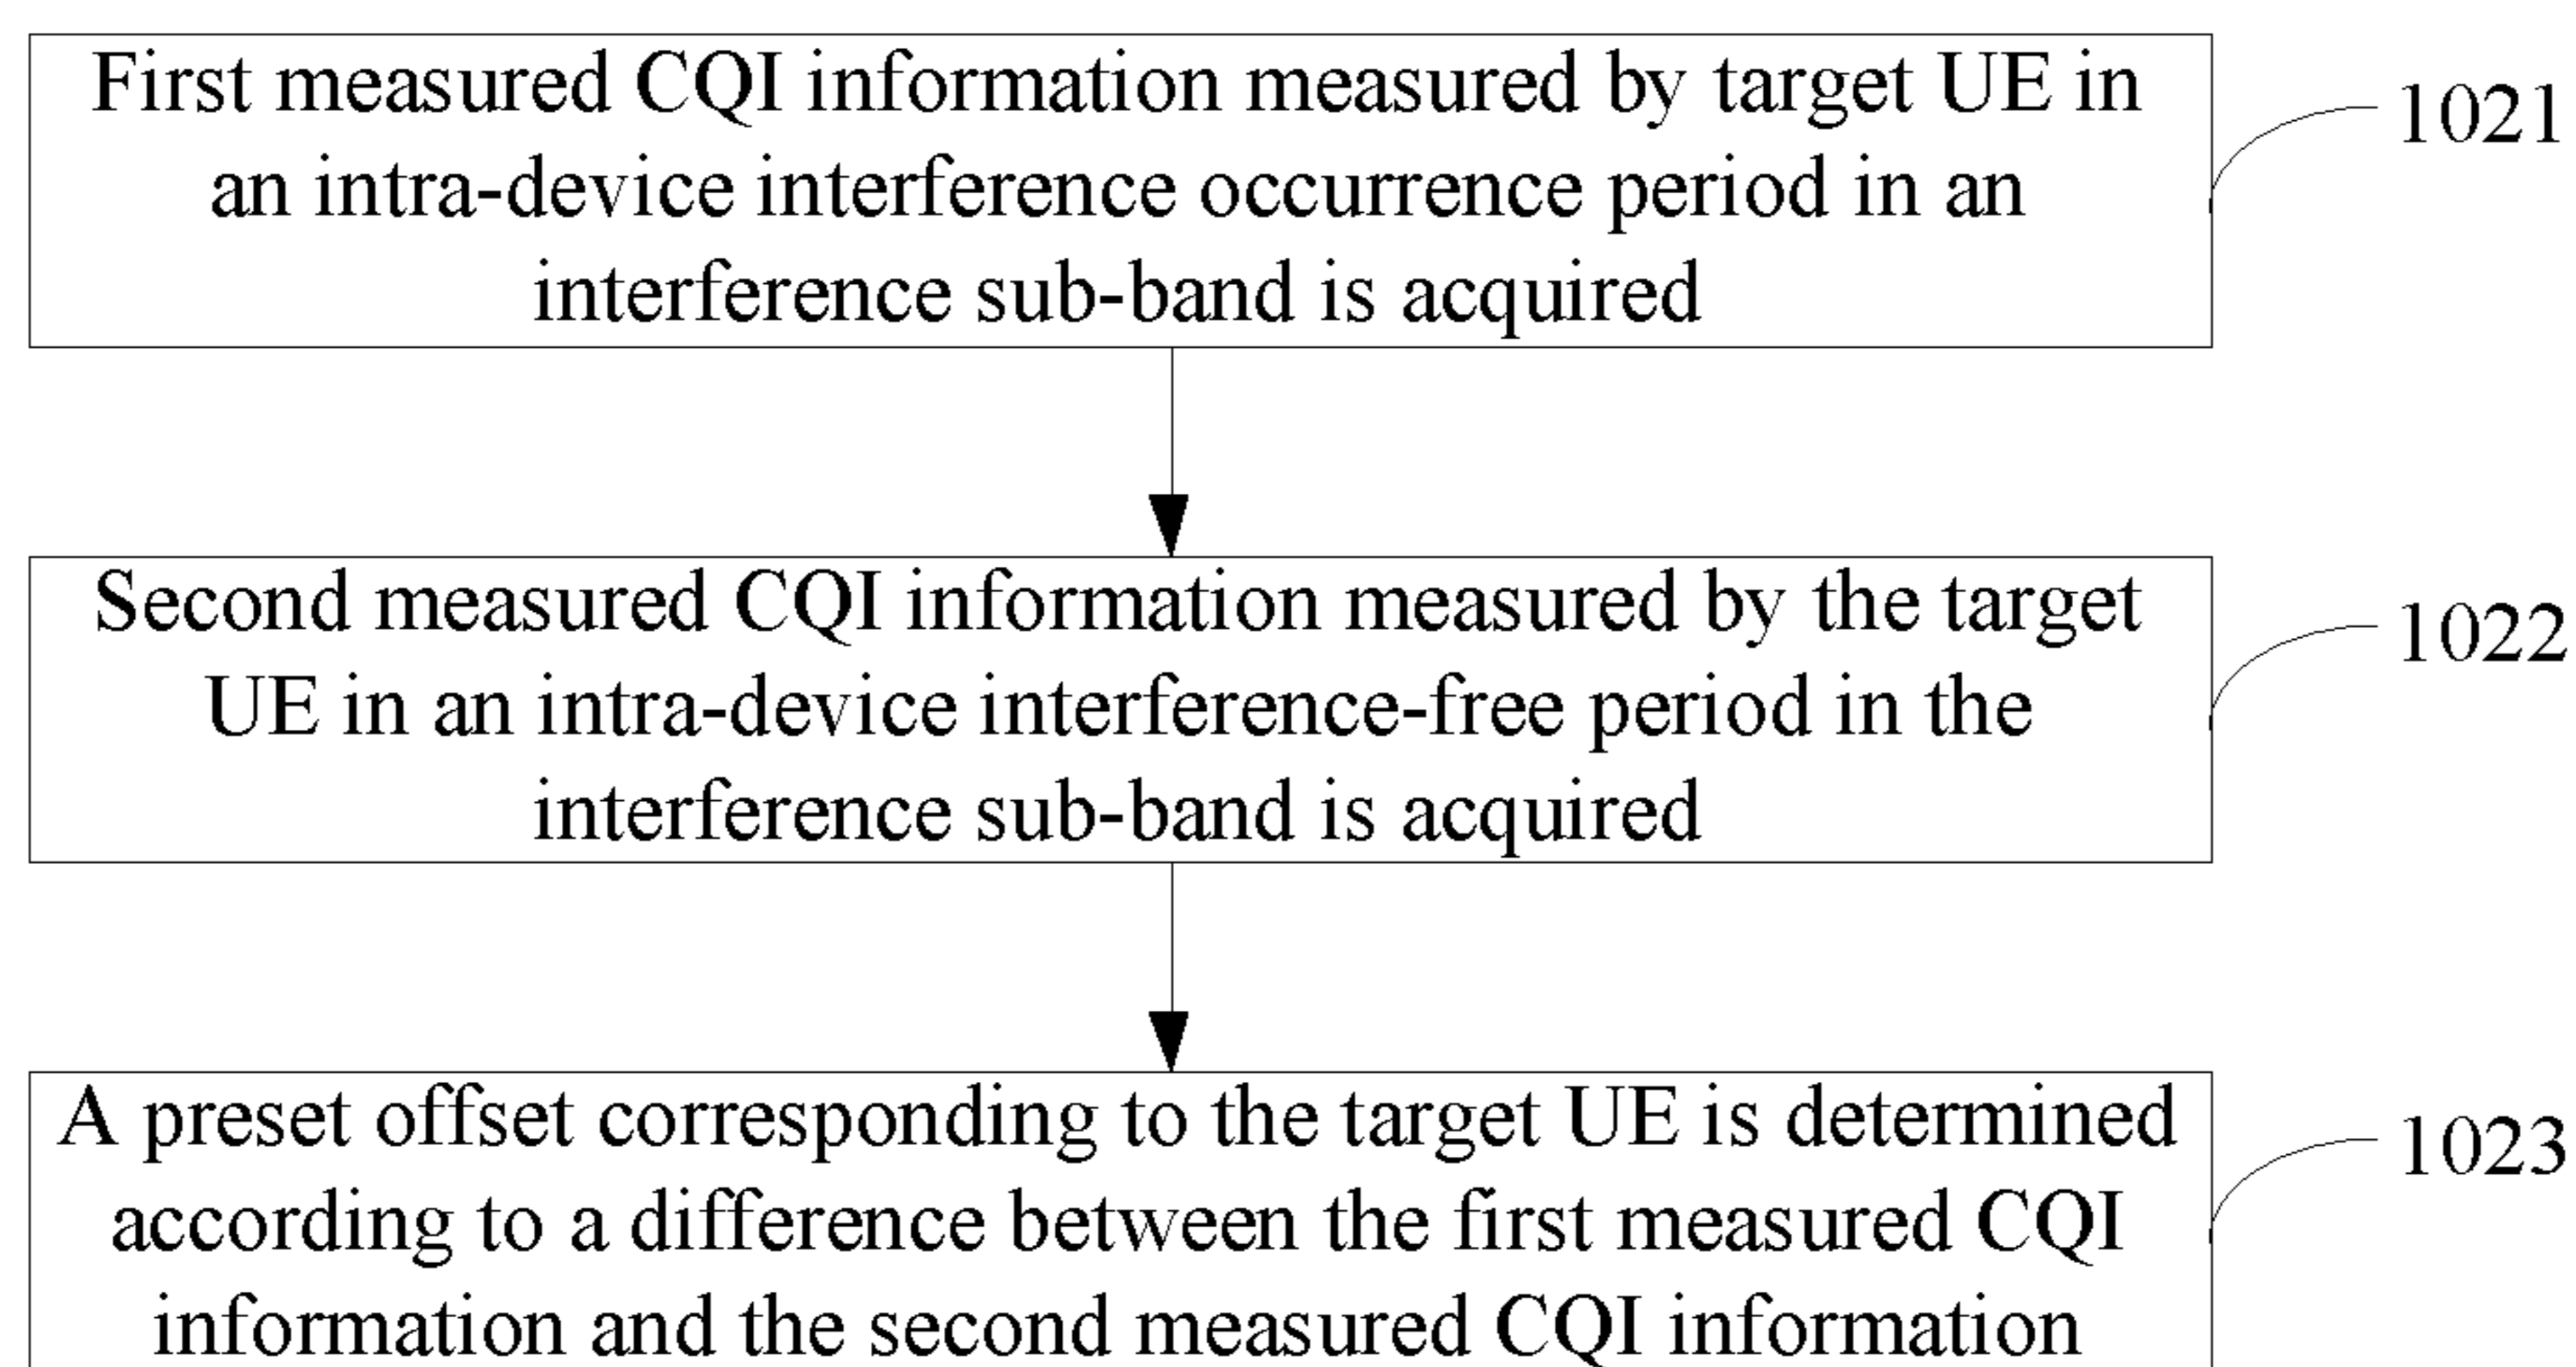 First measured CQI information measured by target UE in
an intra-device interference occurrence period in an
interference sub-band is acquired
1021
Second measured CQI information measured by the target
UE in an intra-device interference-free period in the
interference sub-band is acquired
1022
A preset offset corresponding to the target UE is determined
according to a difference between the first measured CQI
information and the second measured CQI information
1023